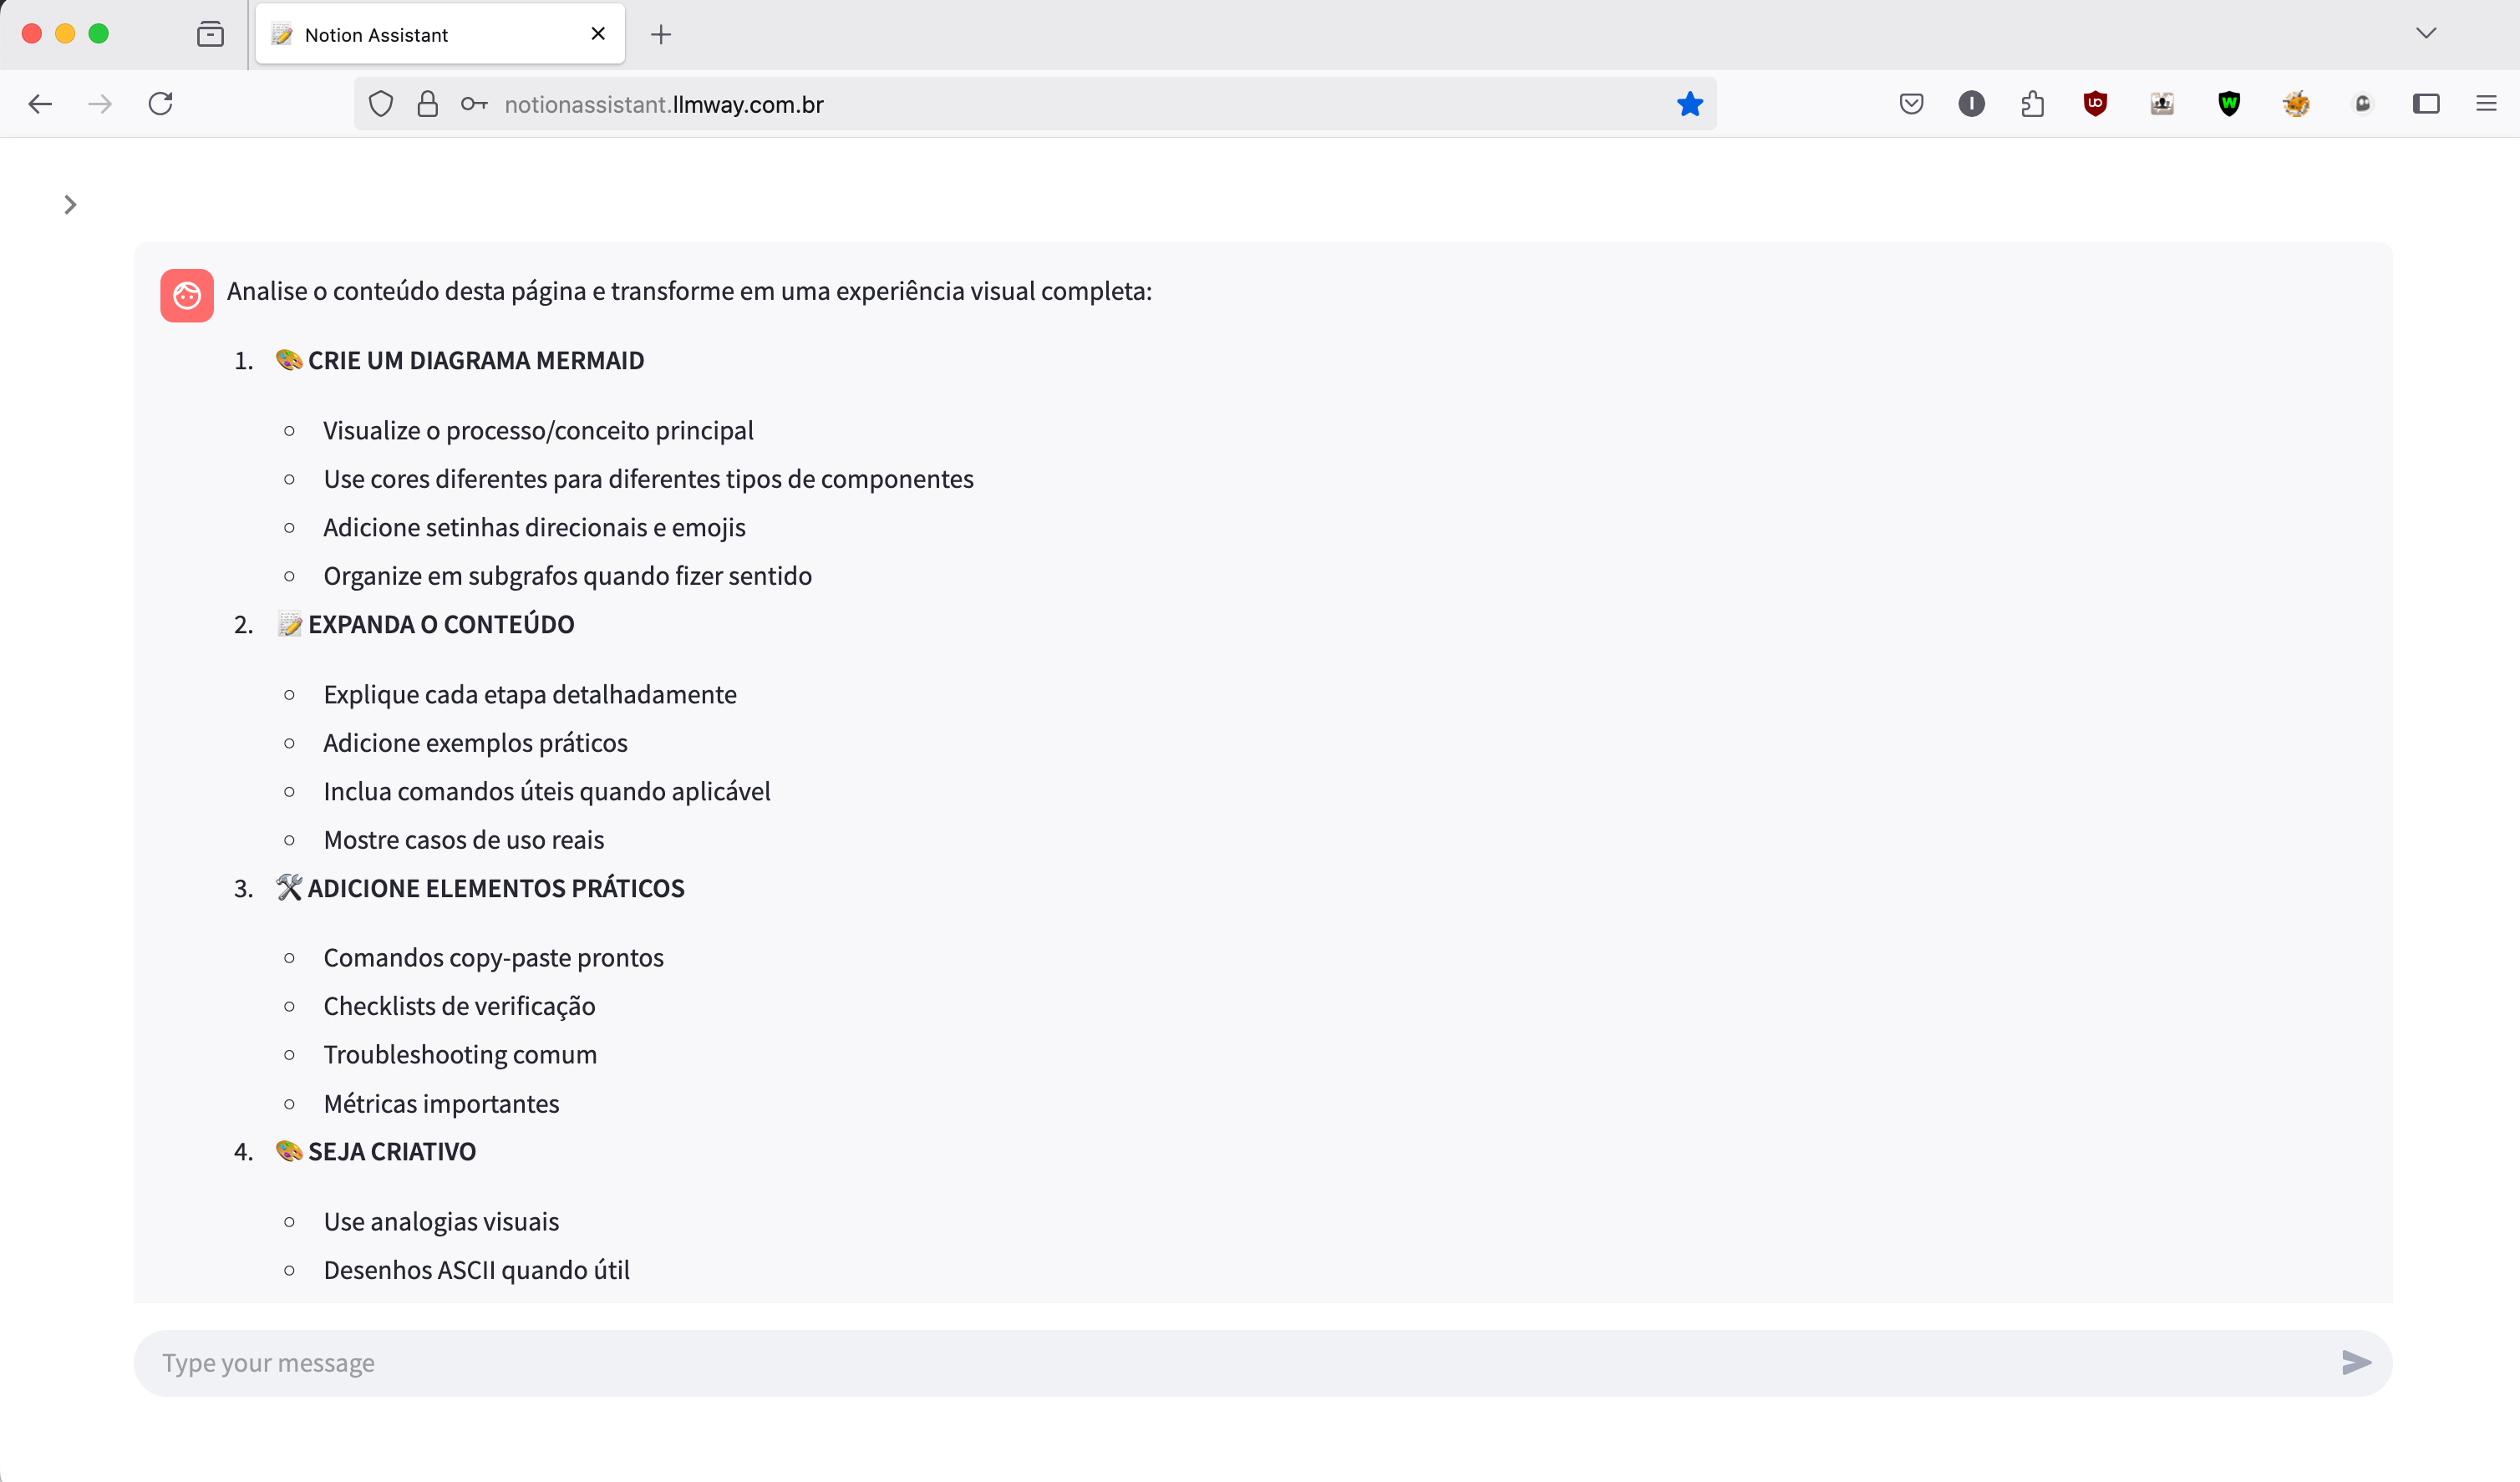 Notion Assistant
notionassistant.llmway.com.br
Analise o conteúdo desta página e transforme em uma experiência visual completa:
1. 🎨 CRIE UM DIAGRAMA MERMAID
○ Visualize o processo/conceito principal
○ Use cores diferentes para diferentes tipos de componentes
○ Adicione setinhas direcionais e emojis
○ Organize em subgrafos quando fizer sentido
2. 📝 EXPANDA O CONTEÚDO
○ Explique cada etapa detalhadamente
○ Adicione exemplos práticos
○ Inclua comandos úteis quando aplicável
○ Mostre casos de uso reais
3. 🛠 ADICIONE ELEMENTOS PRÁTICOS
○ Comandos copy-paste prontos
○ Checklists de verificação
○ Troubleshooting comum
○ Métricas importantes
4. 🎨 SEJA CRIATIVO
○ Use analogias visuais
○ Desenhos ASCII quando útil
Type your message